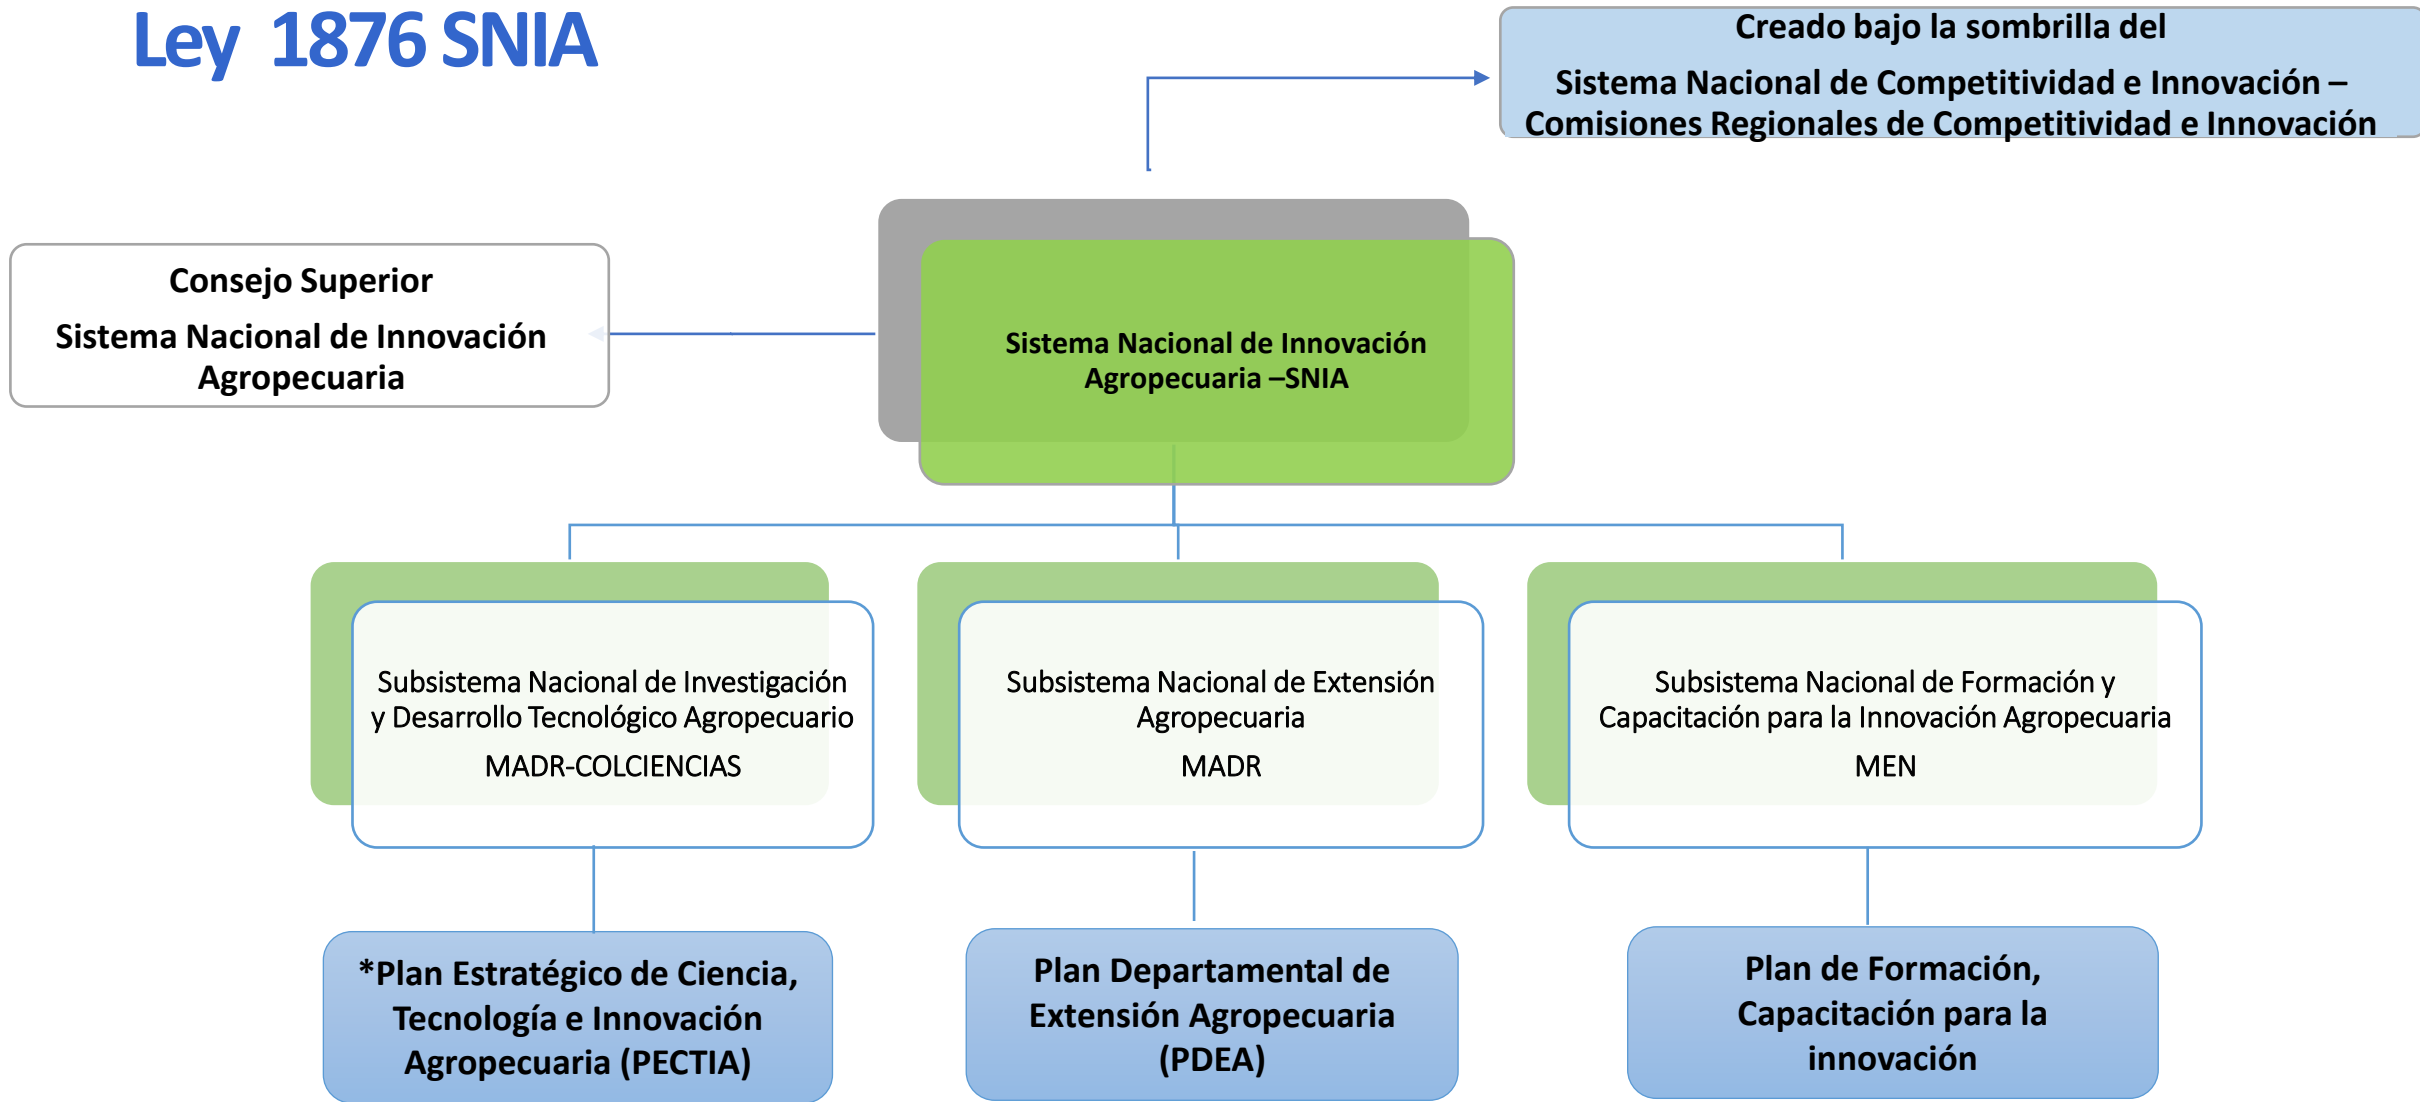 Ley 1876 SNIA
Creado bajo la sombrilla del
Sistema Nacional de Competitividad e Innovación –
Comisiones Regionales de Competitividad e Innovación
Consejo Superior
Sistema Nacional de Innovación
Agropecuaria
Sistema Nacional de Innovación
Agropecuaria –SNIA
Subsistema Nacional de Investigación
y Desarrollo Tecnológico Agropecuario
MADR-COLCIENCIAS
Subsistema Nacional de Extensión
Agropecuaria
MADR
Subsistema Nacional de Formación y
Capacitación para la Innovación Agropecuaria
MEN
*Plan Estratégico de Ciencia,
Tecnología e Innovación
Agropecuaria (PECTIA)
Plan Departamental de
Extensión Agropecuaria
(PDEA)
Plan de Formación,
Capacitación para la
innovación